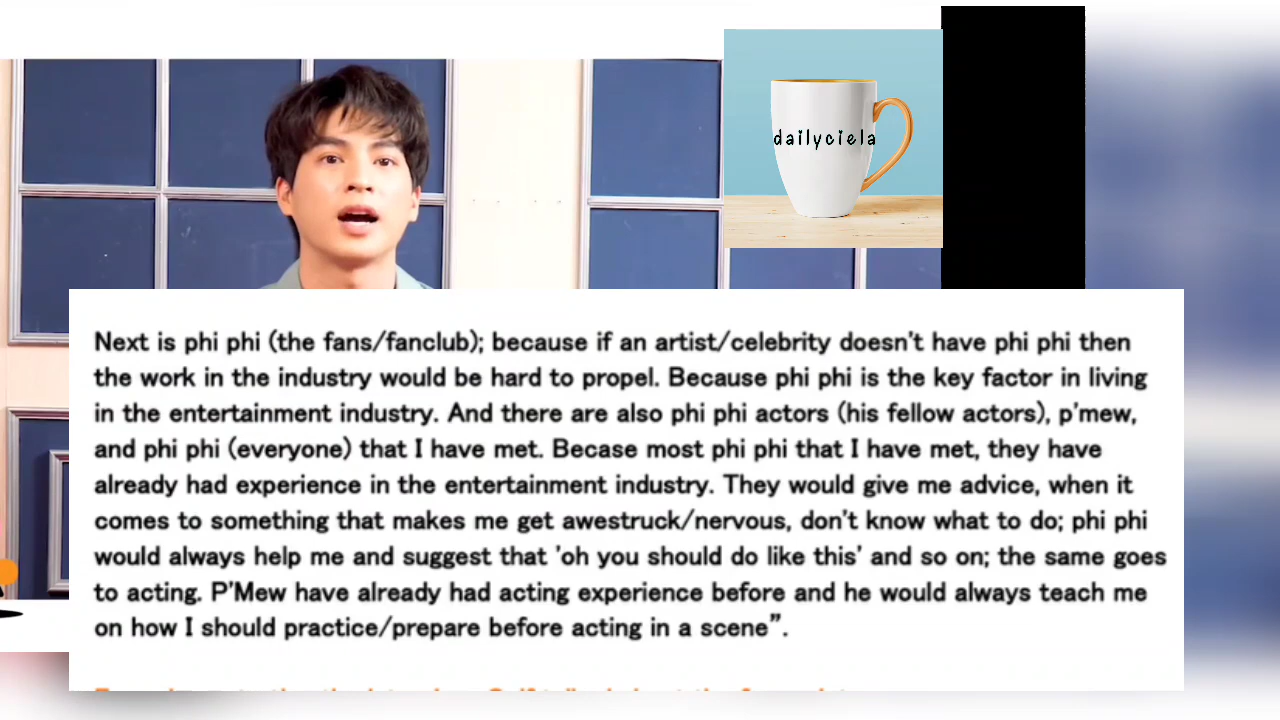 dailyciela
Next is phi phi (the fans/fanclub); because if an artist/celebrity doesn't have phi phi then
the work in the industry would be hard to propel. Because phi phi is the key factor in living
in the entertainment industry. And there are also phi phi actors (his fellow actors), p'mew,
and phi phi (everyone) that I have met. Becase most phi phi that I have met, they have
already had experience in the entertainment industry. They would give me advice, when it
comes to something that makes me get awestruck/nervous, don't know what to do; phi phi
would always help me and suggest that 'oh you should do like this' and so on; the same goes
to acting. P'Mew have already had acting experience before and he would always teach me
on how I should practice/prepare before acting in a scene”.